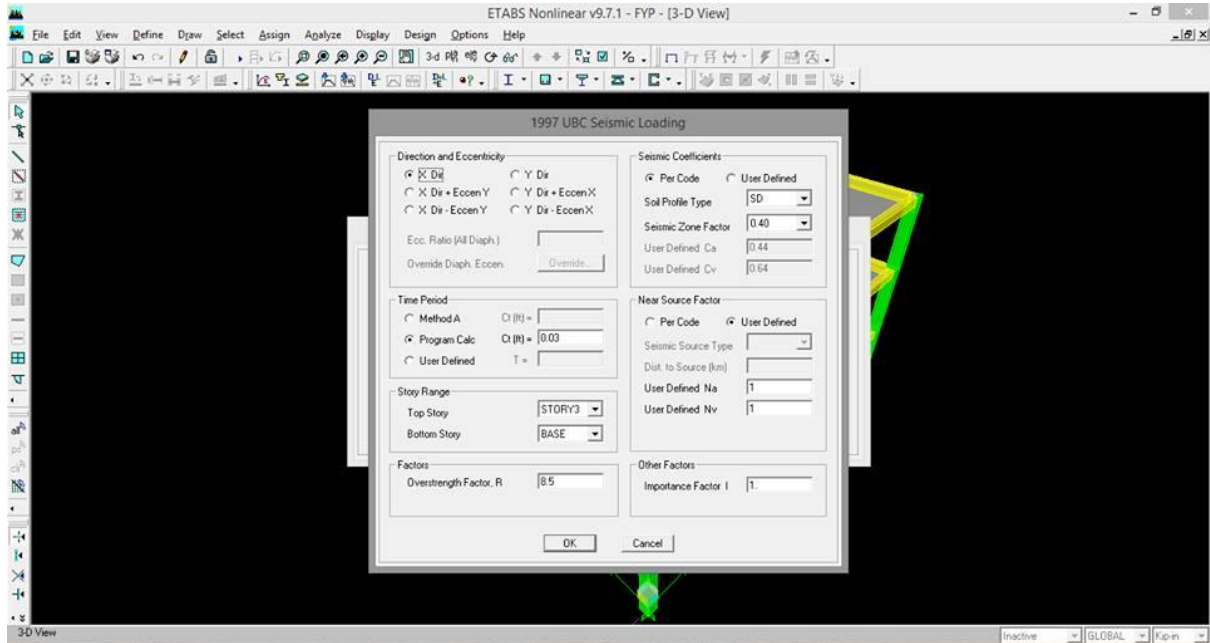 ETABS Nonlinear v9.7.1 - FYP - [3-D View]
File Edit View Define Draw Select Assign Analyze Display Design Options Help
3-d
1997 UBC Seismic Loading
Direction and Eccentricity
X Dir Y Dir
X Dir + Eccen Y Y Dir + Eccen X
X Dir - Eccen Y Y Dir - Eccen X
Ecc. Ratio (All Diaph.)
Override Diaph. Eccen. Override...
Time Period
Method A Ct (ft) =
Program Calc Ct (ft) = 0.03
User Defined T =
Story Range
Top Story STORY3
Bottom Story BASE
Factors
Overstrength Factor, R 8.5
Seismic Coefficients
Per Code User Defined
Soil Profile Type SD
Seismic Zone Factor 0.40
User Defined Ca 0.44
User Defined Cv 0.64
Near Source Factor
Per Code User Defined
Seismic Source Type
Dist. to Source (km)
User Defined Na 1
User Defined Nv 1
Other Factors
Importance Factor I 1.
OK Cancel
all
3-D View
Inactive GLOBAL Kip-in